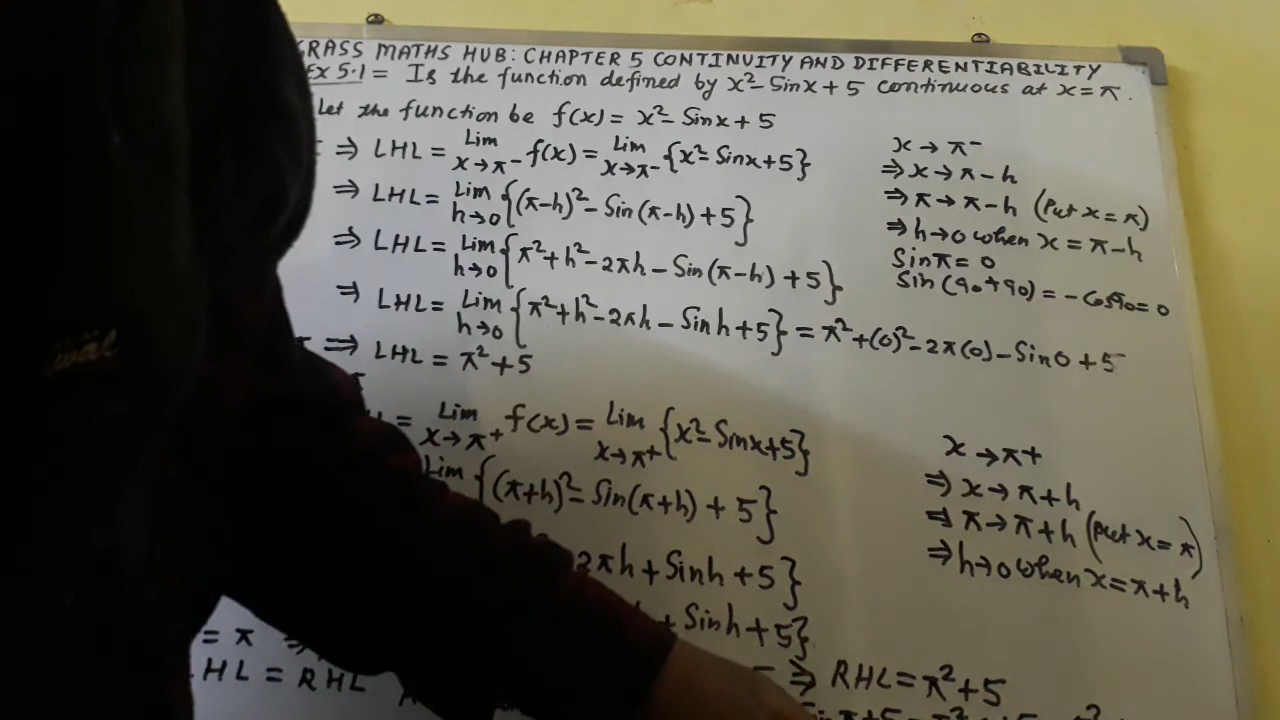 GRASS MATHS HUB: CHAPTER 5 CONTINUITY AND DIFFERENTIABILITY
Ex 5.1 = Is the function defined by x²- Sinx + 5 continuous at x = π.
Let the function be f(x) = x²- Sinx + 5
⇒ LHL = Lim x→π⁻ f(x) = Lim x→π⁻ {x²- Sinx+5}
⇒ LHL = Lim h→0 {(π-h)²- Sin(π-h) + 5}
⇒ LHL = Lim h→0 {π²+h²-2πh - Sin(π-h) + 5}
⇒ LHL = Lim h→0 {π²+h²-2πh - Sinh + 5} = π²+(0)²-2π(0) - Sin0 + 5
⇒ LHL = π²+5
x → π⁻
⇒ x → π-h
⇒ π → π-h (Put x = π)
⇒ h→0 when x = π-h
Sinπ = 0
Sin(90+90) = -Cos90 = 0
= Lim x→π⁺ f(x) = Lim x→π⁺ {x²- Sinx+5}
Lim {(π+h)²- Sin(π+h) + 5}
2πh + Sinh + 5}
+ Sinh + 5}
⇒ RHL = π²+5
x → π⁺
⇒ x → π+h
⇒ π → π+h (Put x = π)
⇒ h→0 when x = π+h
= π ⇒
LHL = RHL